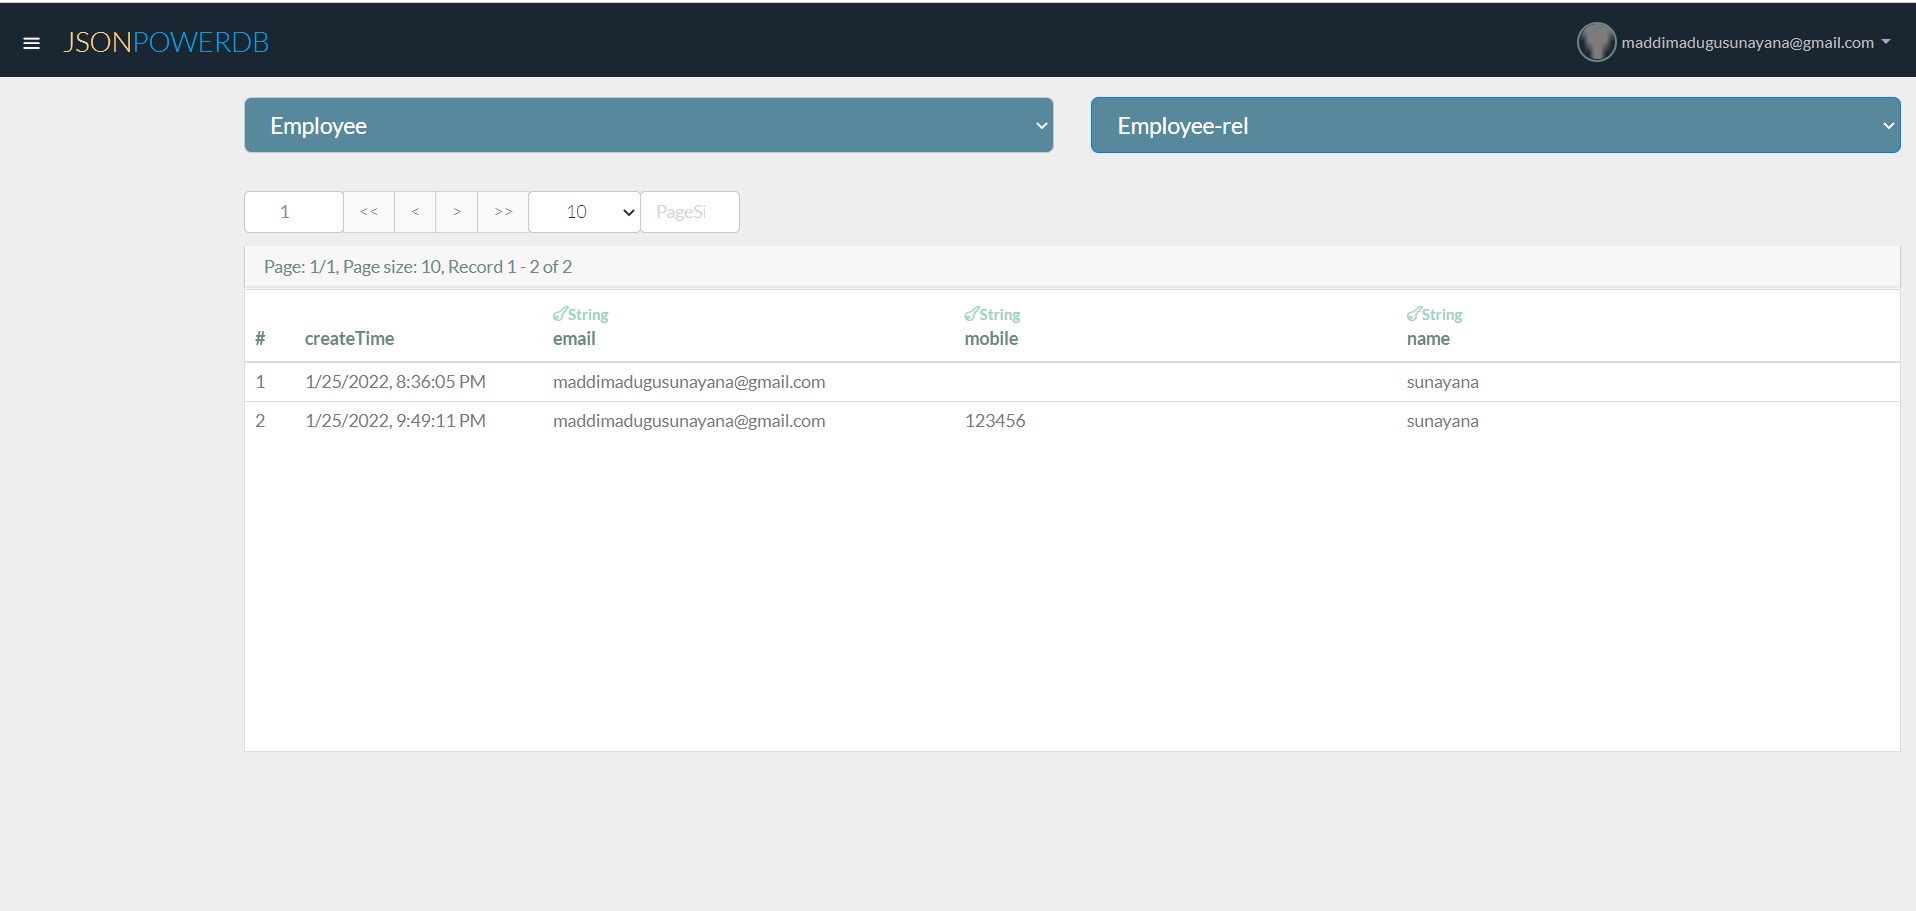 JSONPOWERDB
maddimadugusunayana@gmail.com
Employee
Employee-rel
1 << < > >> 10 PageSi
Page: 1/1, Page size: 10, Record 1 - 2 of 2
String String String
# createTime email mobile name
1 1/25/2022, 8:36:05 PM maddimadugusunayana@gmail.com sunayana
2 1/25/2022, 9:49:11 PM maddimadugusunayana@gmail.com 123456 sunayana